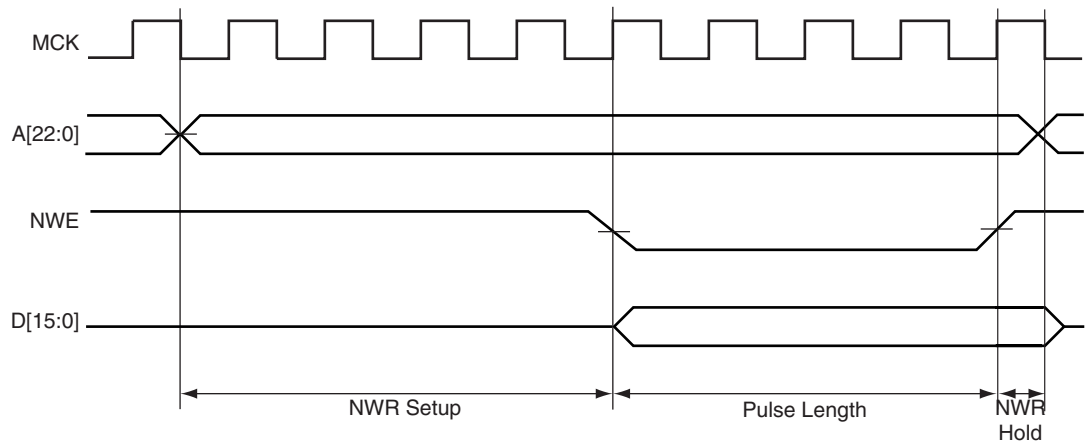 MCK
A[22:0]
NWE
D[15:0]
NWR Setup
Pulse Length
NWR
Hold